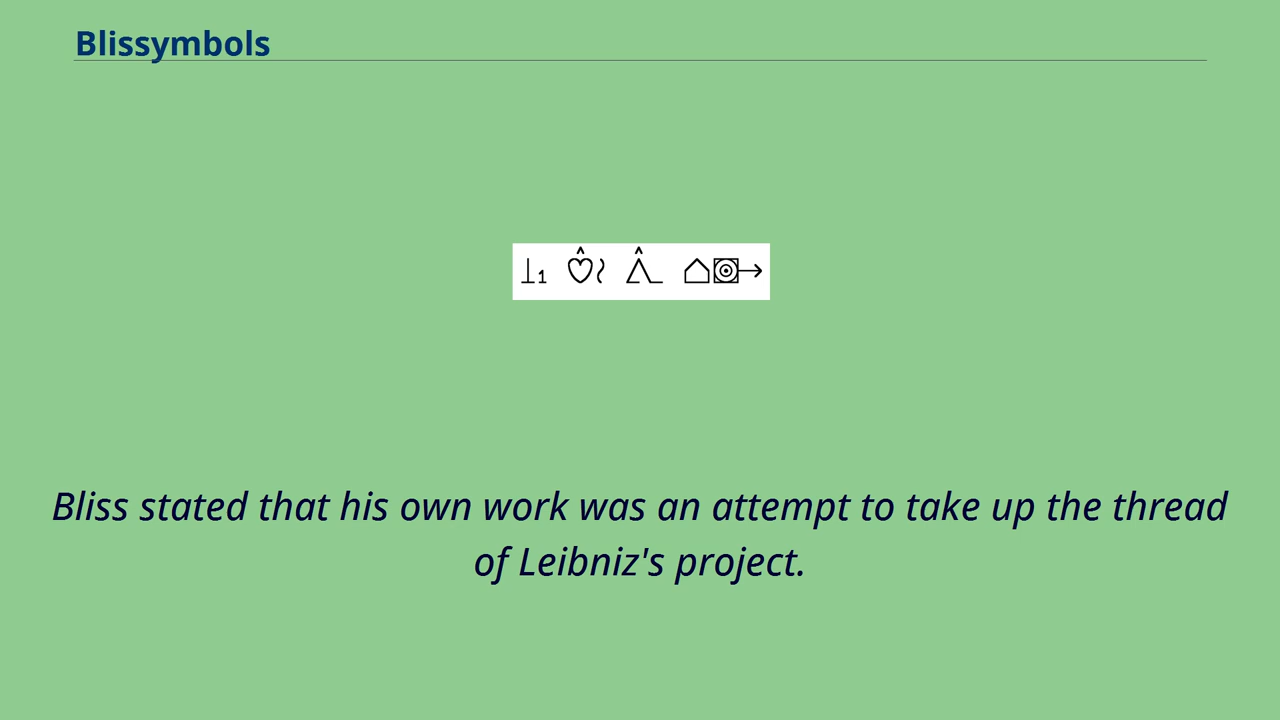 Blissymbols
Bliss stated that his own work was an attempt to take up the thread
of Leibniz's project.